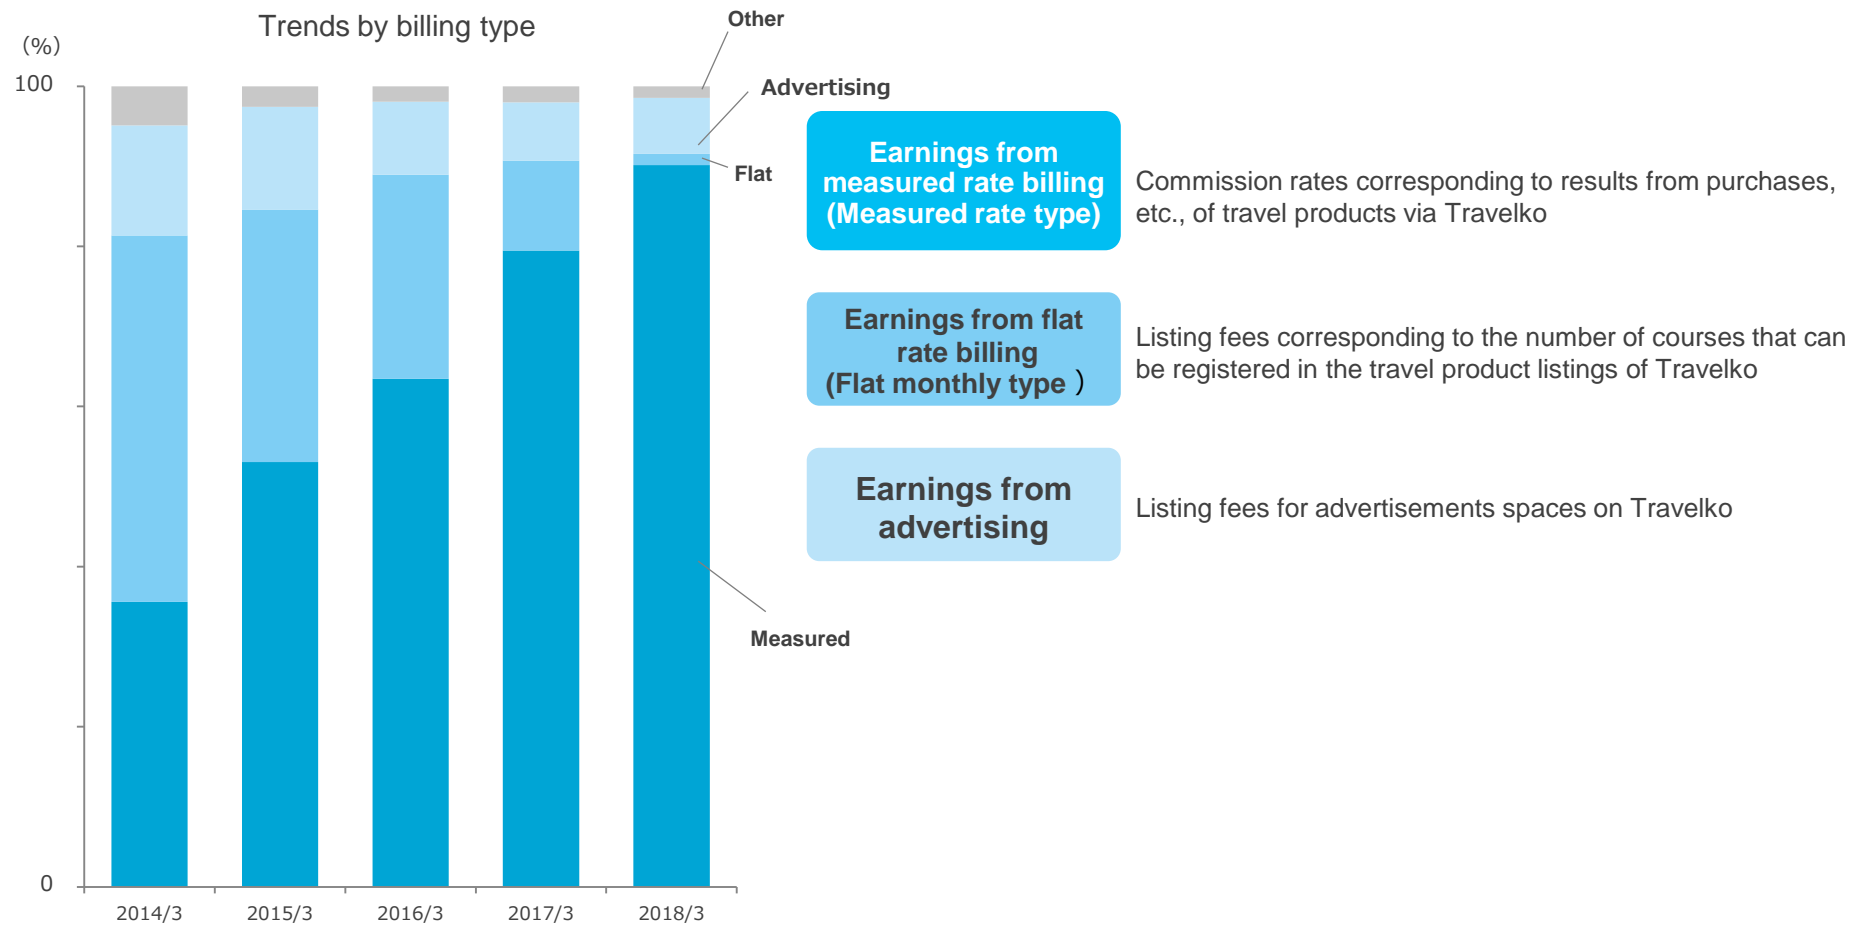 Trends by billing type
（%）
100
0
2014/3
2015/3
2016/3
2017/3
2018/3
Other
Advertising
Flat
Measured
Earnings from
measured rate billing
(Measured rate type)
Commission rates corresponding to results from purchases,
etc., of travel products via Travelko
Earnings from flat
rate billing
(Flat monthly type ）
Listing fees corresponding to the number of courses that can
be registered in the travel product listings of Travelko
Earnings from
advertising
Listing fees for advertisements spaces on Travelko